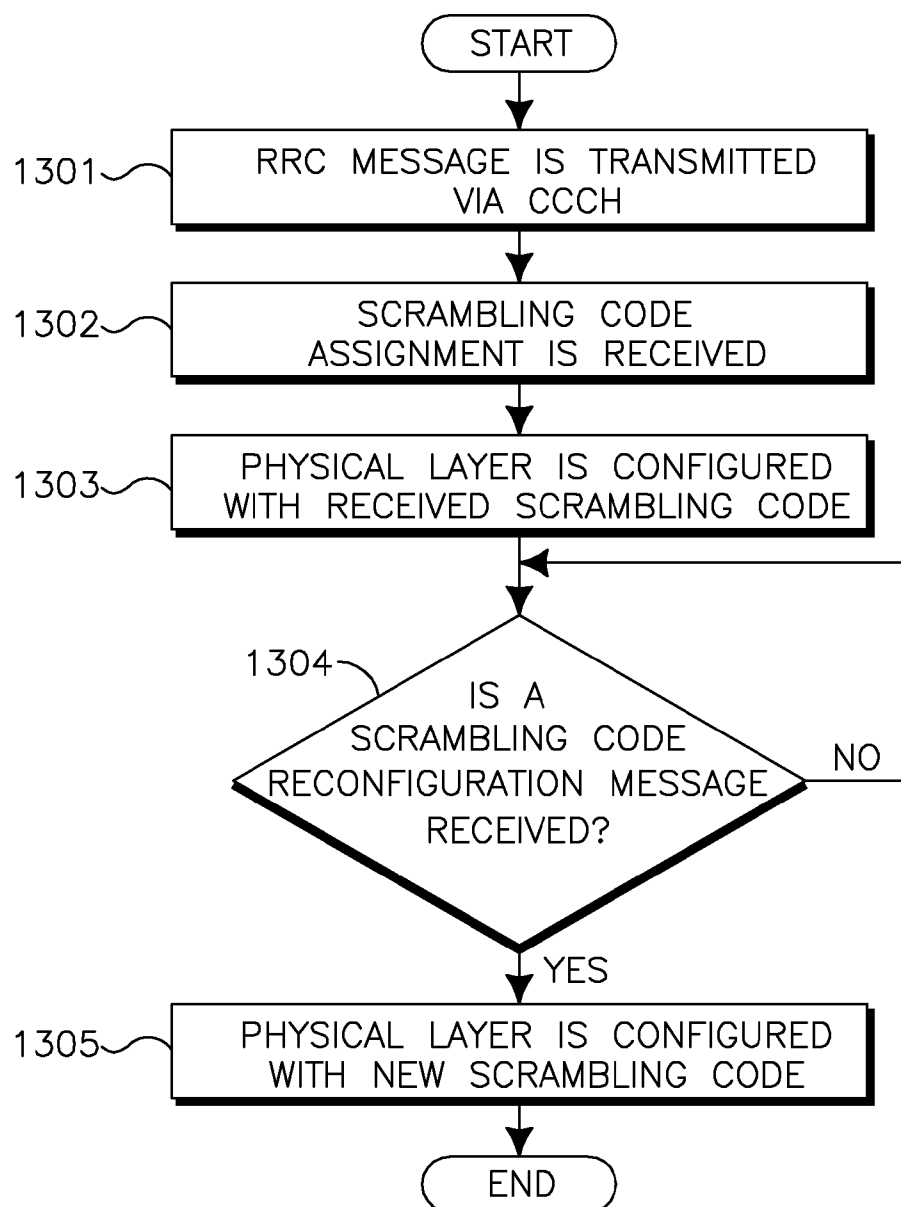 START
1301
RRC MESSAGE IS TRANSMITTED
VIA CCCH
1302
SCRAMBLING CODE
ASSIGNMENT IS RECEIVED
1303
PHYSICAL LAYER IS CONFIGURED
WITH RECEIVED SCRAMBLING CODE
1304
IS A
SCRAMBLING CODE
RECONFIGURATION MESSAGE
RECEIVED?
NO
YES
1305
PHYSICAL LAYER IS CONFIGURED
WITH NEW SCRAMBLING CODE
END